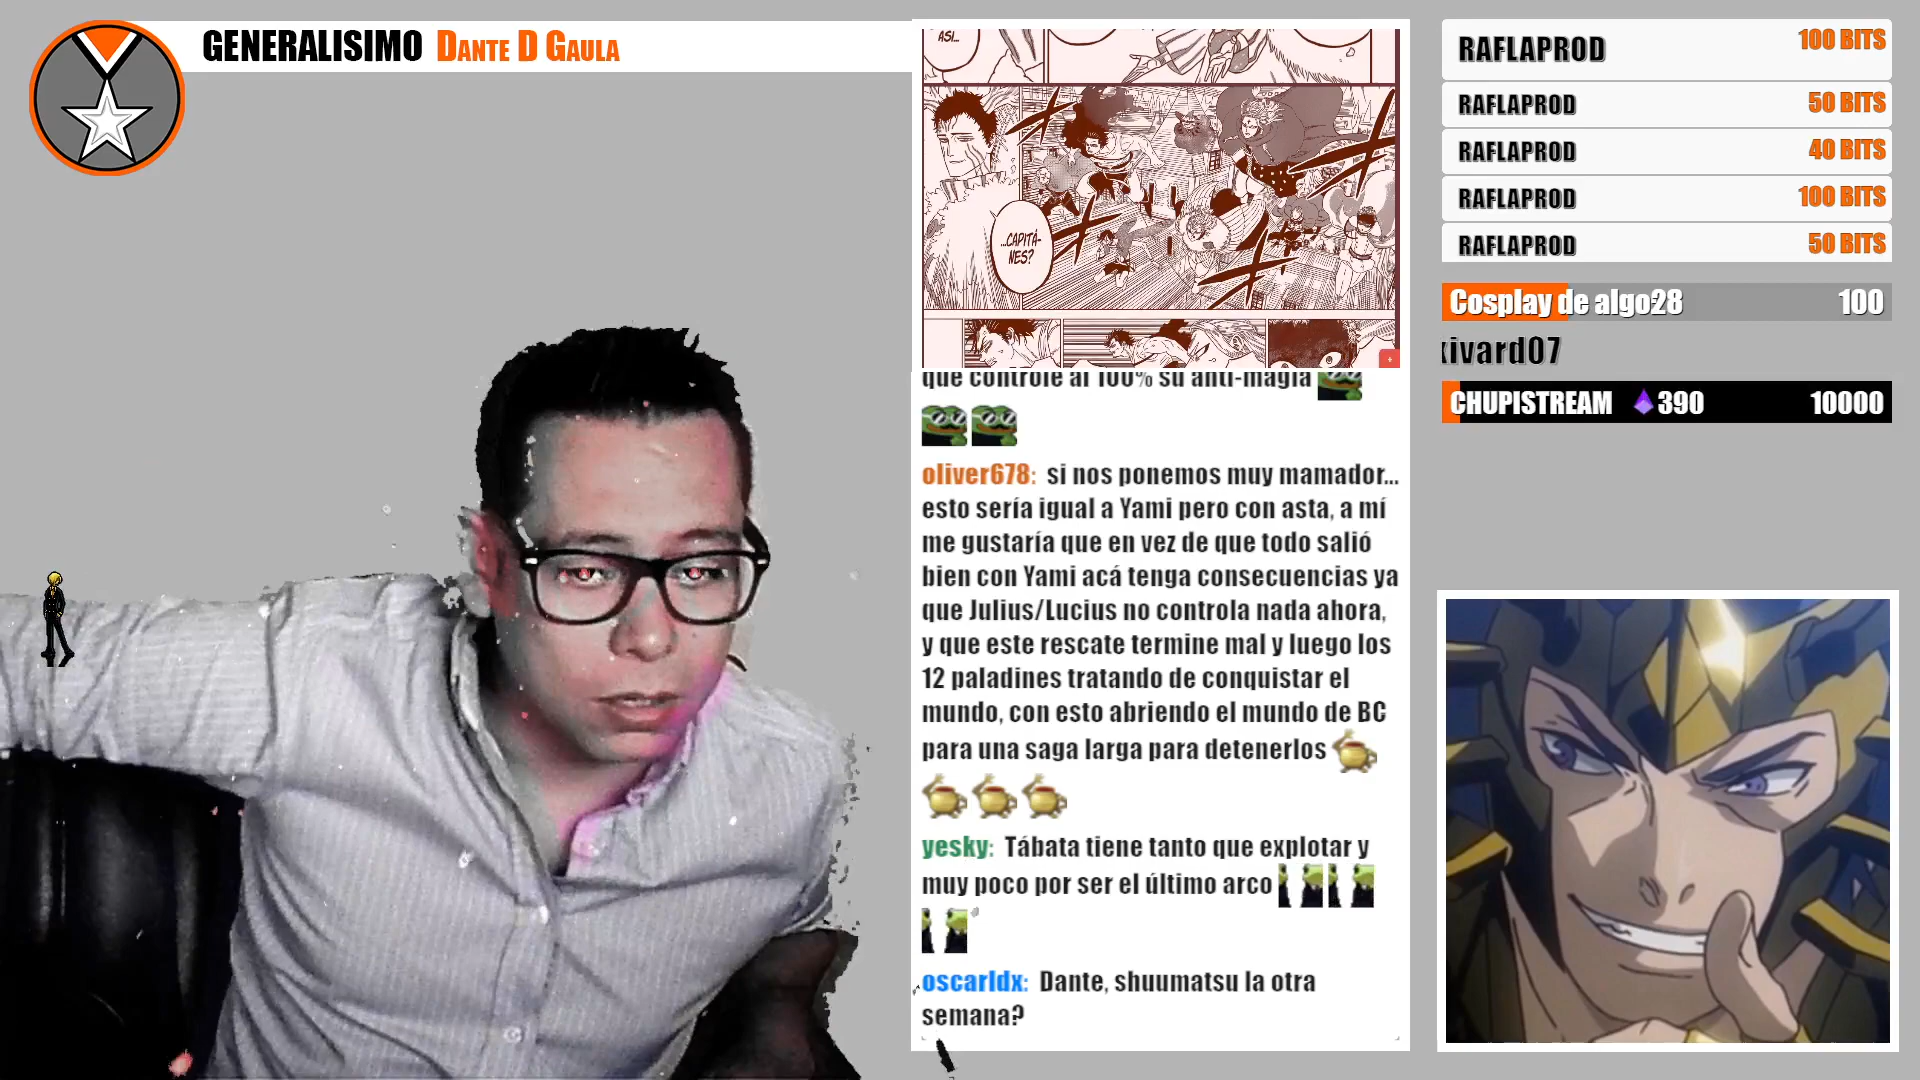 GENERALISIMO DANTE D GAULA
ASI...
...CAPITÁ-
NES?
que controle al 100% su anti-magia
oliver678: si nos ponemos muy mamador...
esto sería igual a Yami pero con asta, a mí
me gustaría que en vez de que todo salió
bien con Yami acá tenga consecuencias ya
que Julius/Lucius no controla nada ahora,
y que este rescate termine mal y luego los
12 paladines tratando de conquistar el
mundo, con esto abriendo el mundo de BC
para una saga larga para detenerlos
yesky: Tábata tiene tanto que explotar y
muy poco por ser el último arco
oscarldx: Dante, shuumatsu la otra
semana?
RAFLAPROD 100 BITS
RAFLAPROD 50 BITS
RAFLAPROD 40 BITS
RAFLAPROD 100 BITS
RAFLAPROD 50 BITS
Cosplay de algo28 100
ivard07
CHUPISTREAM 390 10000